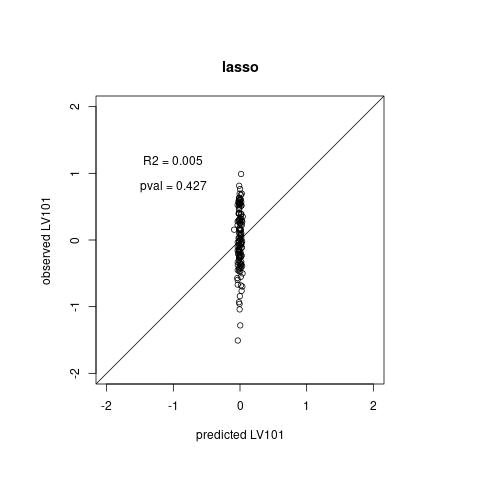 lasso
R2 = 0.005
pval = 0.427
observed LV101
2
1
0
-1
-2
-2 -1 0 1 2
predicted LV101